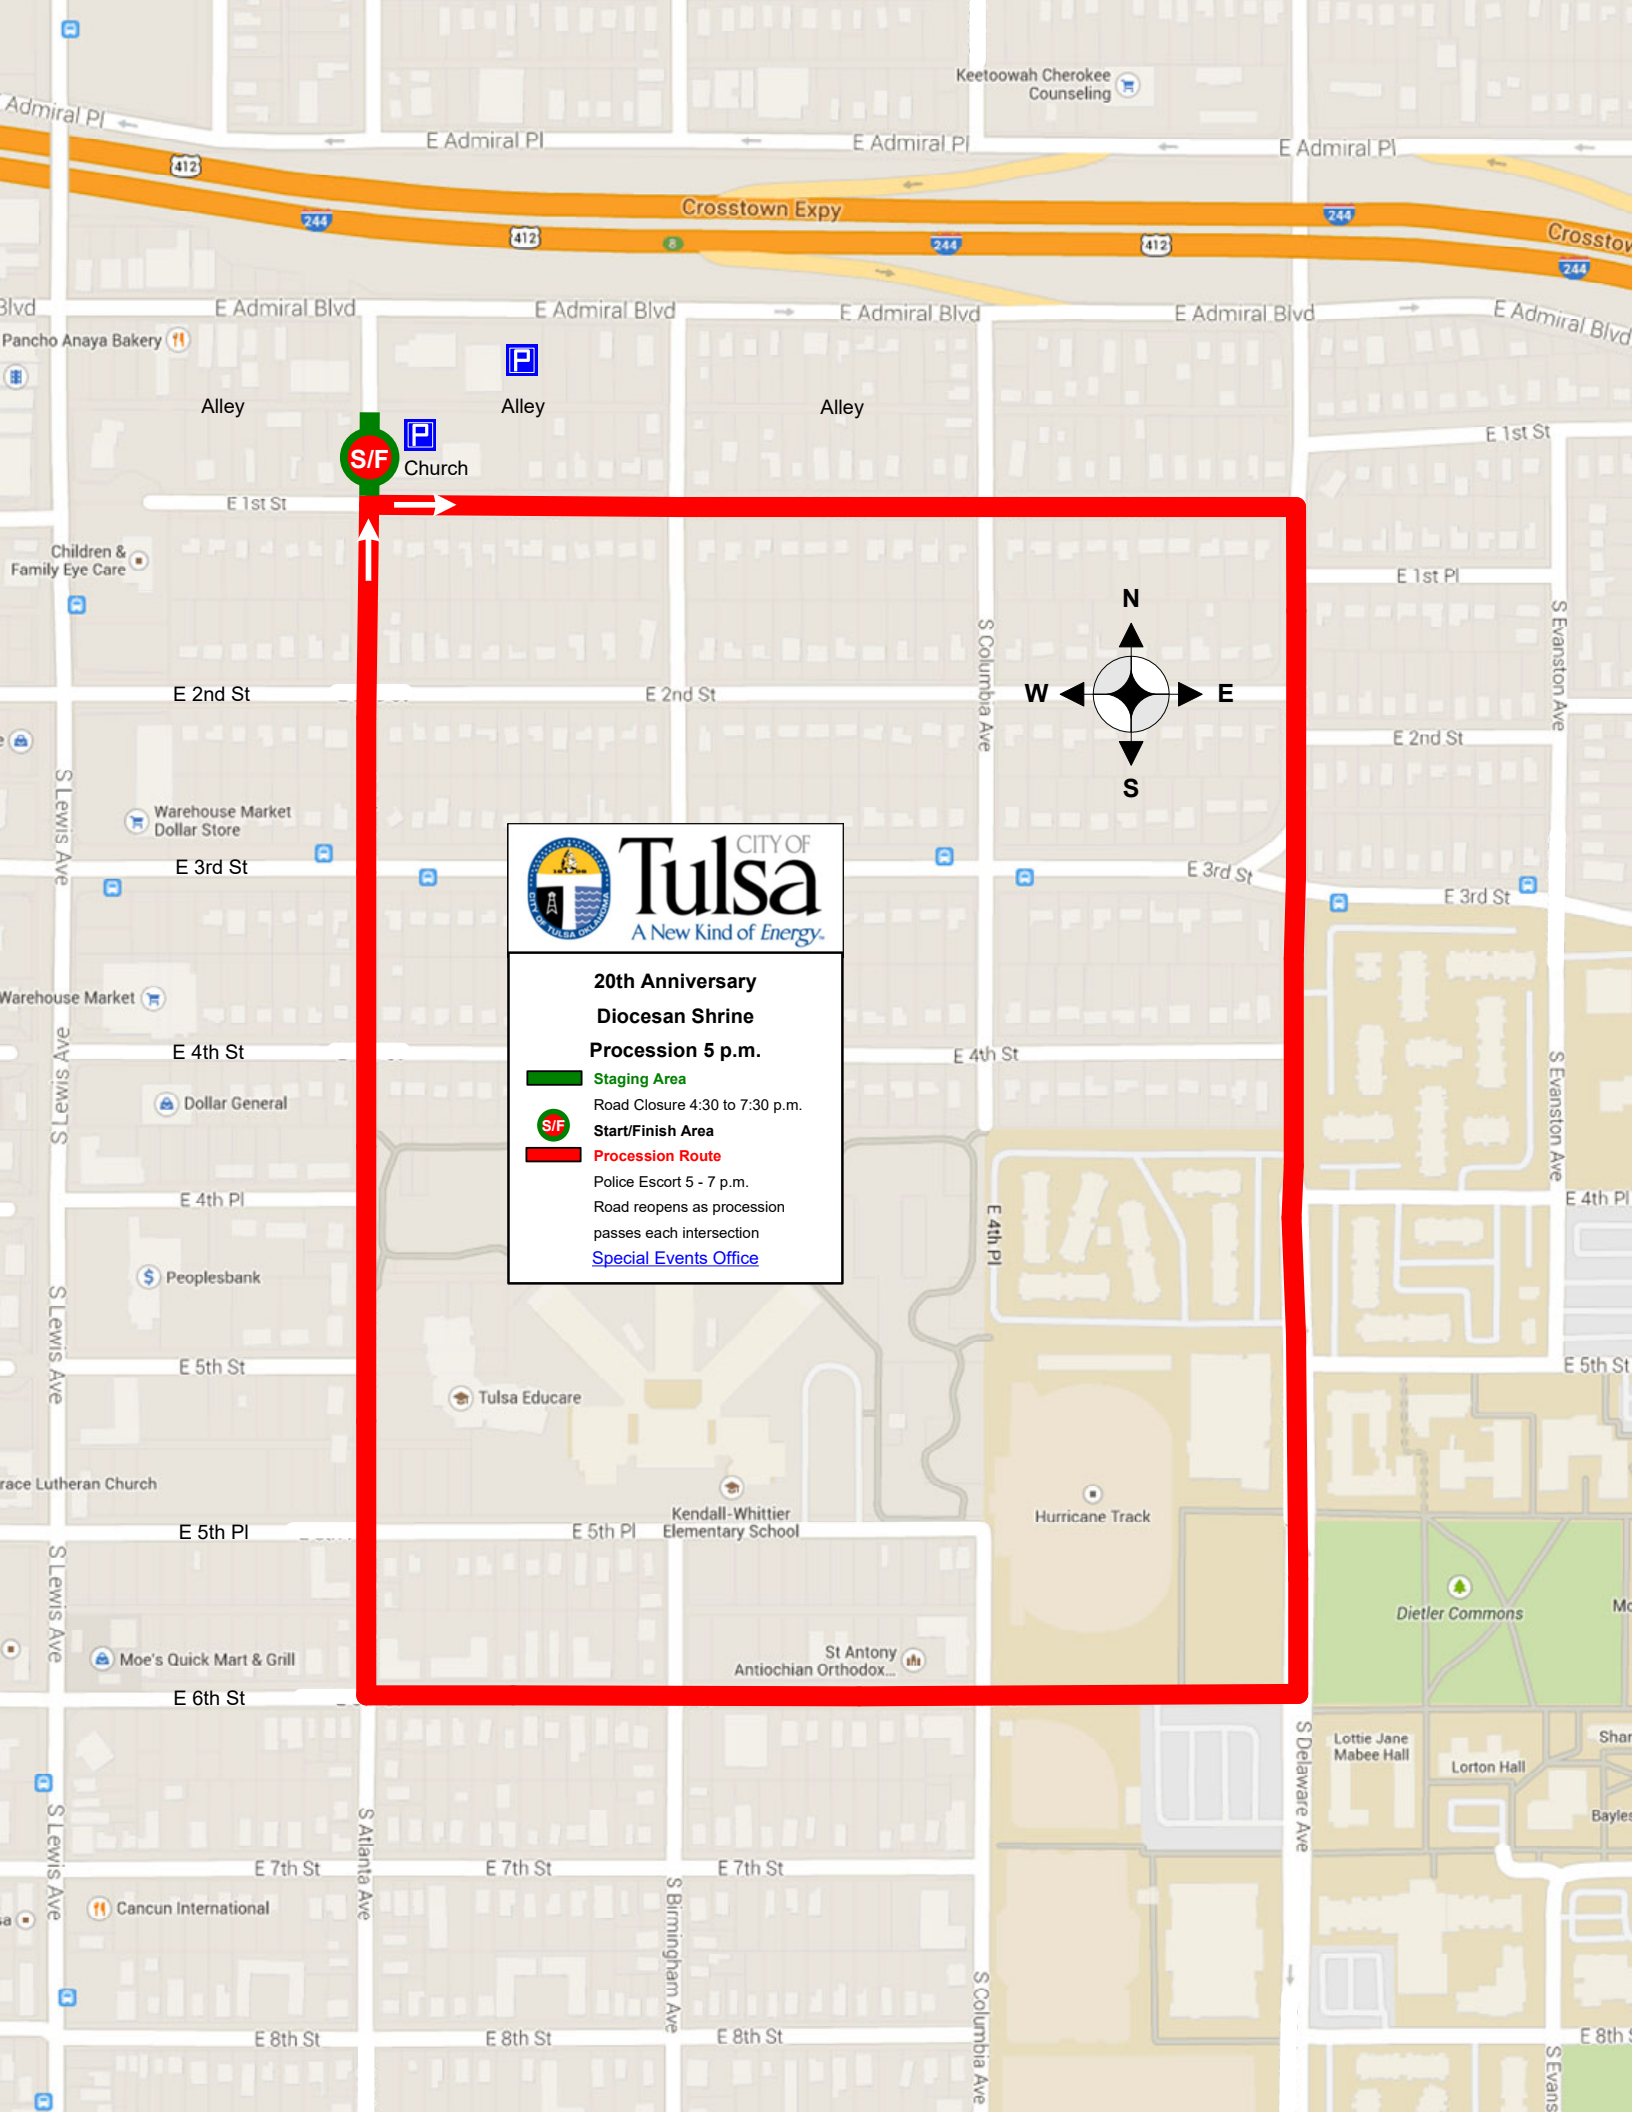 Keetoowah Cherokee
Counseling
Admiral Pl
E Admiral Pl
E Admiral Pl
E Admiral Pl
412
244
Crosstown Expy
412
8
244
412
244
244
Blvd
E Admiral Blvd
E Admiral Blvd
E Admiral Blvd
E Admiral Blvd
E Admiral Blvd
Pancho Anaya Bakery
P
Alley
Alley
Alley
P
S/F
Church
E 1st St
E 1st St
Children &
Family Eye Care
E 1st Pl
N
W
E
S
S Columbia Ave
S Evanston Ave
E 2nd St
E 2nd St
E 2nd St
S Lewis Ave
Warehouse Market
Dollar Store
E 3rd St
E 3rd St
E 3rd St
CITY OF
Tulsa
A New Kind of Energy
CITY OF TULSA OKLAHOMA
20th Anniversary
Diocesan Shrine
Procession 5 p.m.
Staging Area
Road Closure 4:30 to 7:30 p.m.
S/F
Start/Finish Area
Procession Route
Police Escort 5 - 7 p.m.
Road reopens as procession
passes each intersection
Special Events Office
Warehouse Market
S Lewis Ave
E 4th St
E 4th St
S Evanston Ave
Dollar General
E 4th Pl
E 4th Pl
E 4th Pl
Peoplesbank
S Lewis Ave
E 5th St
E 5th St
Tulsa Educare
race Lutheran Church
Kendall-Whittier
Elementary School
Hurricane Track
E 5th Pl
E 5th Pl
S Lewis Ave
Dietler Commons
Mc
Moe's Quick Mart & Grill
St Antony
Antiochian Orthodox...
E 6th St
S Delaware Ave
Lottie Jane
Mabee Hall
Lorton Hall
Shar
Bayles
S Lewis Ave
S Atlanta Ave
E 7th St
E 7th St
E 7th St
Cancun International
S Birmingham Ave
S Columbia Ave
E 8th St
E 8th St
E 8th St
E 8th
S Evans